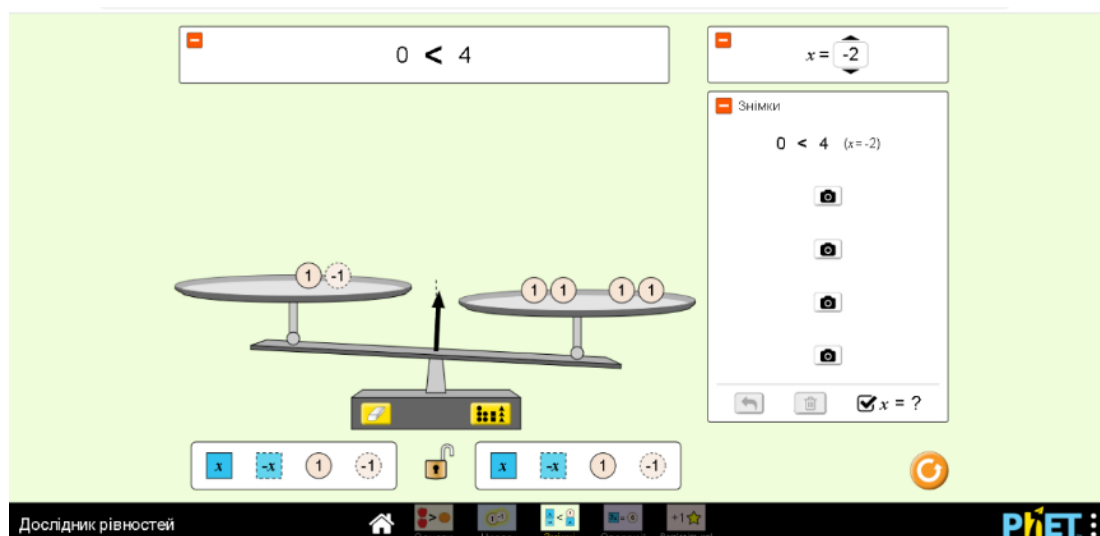 0 < 4
x = -2
Знімки
0 < 4 (x = -2)
1 -1
1 1 1 1
x = ?
x -x 1 -1
x -x 1 -1
Дослідник рівностей
PhET